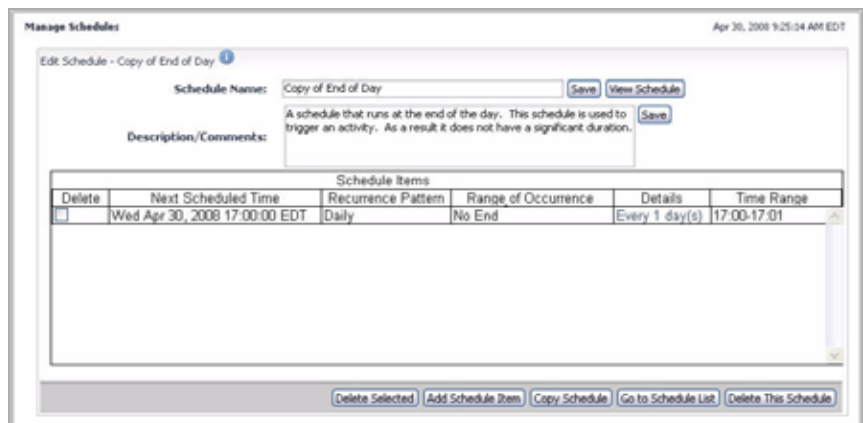 Manage Schedules Apr 30, 2008 9:25:04 AM EDT
Edit Schedule - Copy of End of Day
Schedule Name: Copy of End of Day Save View Schedule
Description/Comments: A schedule that runs at the end of the day. This schedule is used to Save
trigger an activity. As a result it does not have a significant duration.
Schedule Items
Delete Next Scheduled Time Recurrence Pattern Range of Occurrence Details Time Range
Wed Apr 30, 2008 17:00:00 EDT Daily No End Every 1 day(s) 17:00-17:01
Delete Selected Add Schedule Item Copy Schedule Go to Schedule List Delete This Schedule